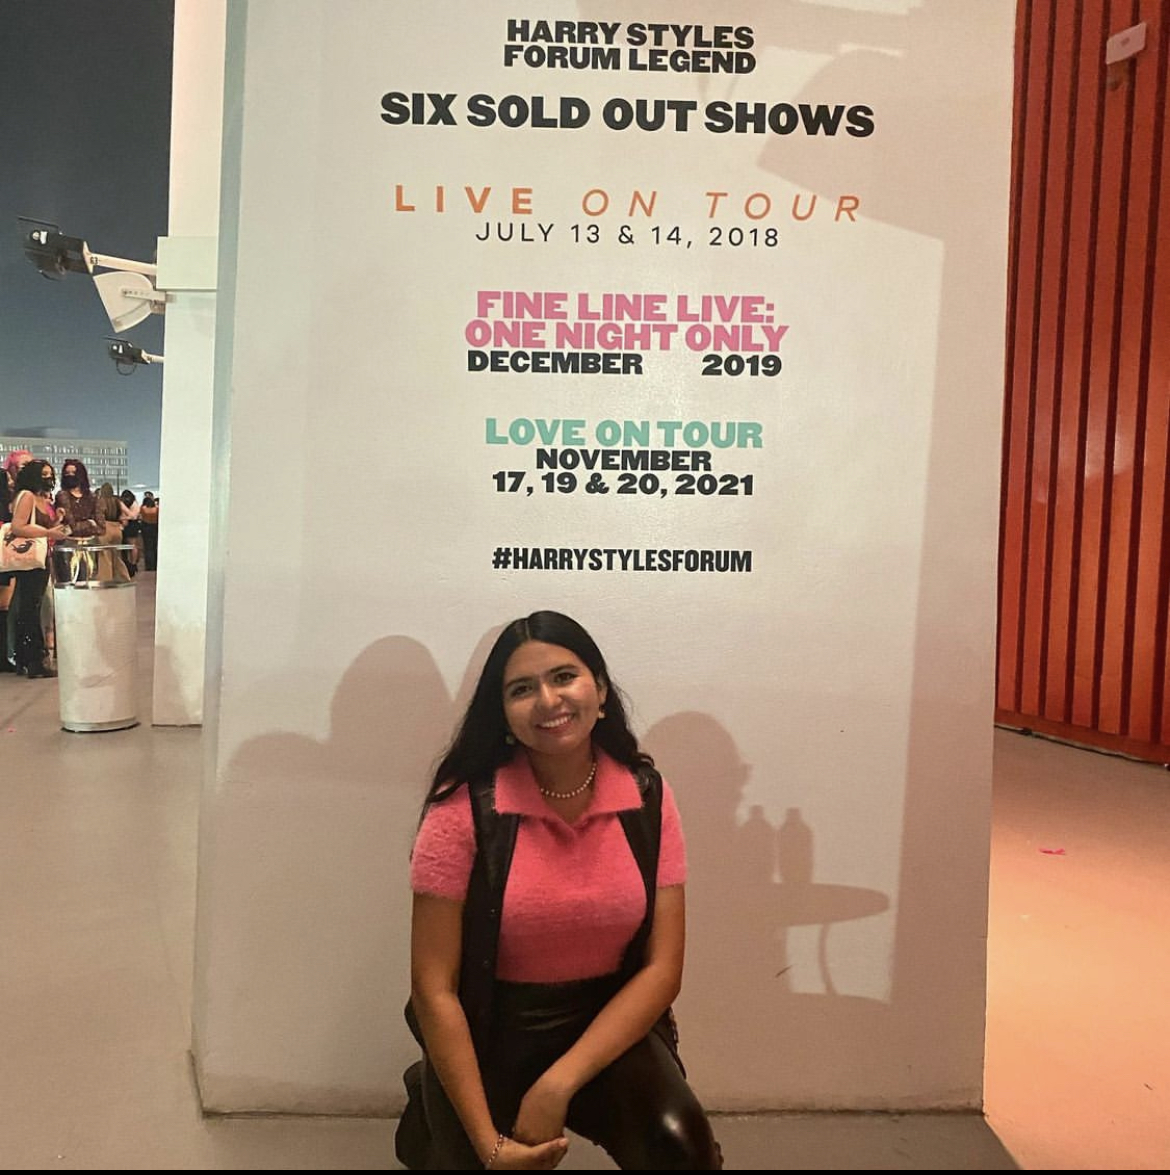 HARRY STYLES
FORUM LEGEND
SIX SOLD OUT SHOWS
LIVE ON TOUR
JULY 13 & 14, 2018
FINE LINE LIVE:
ONE NIGHT ONLY
DECEMBER 2019
LOVE ON TOUR
NOVEMBER
17, 19 & 20, 2021
#HARRYSTYLESFORUM